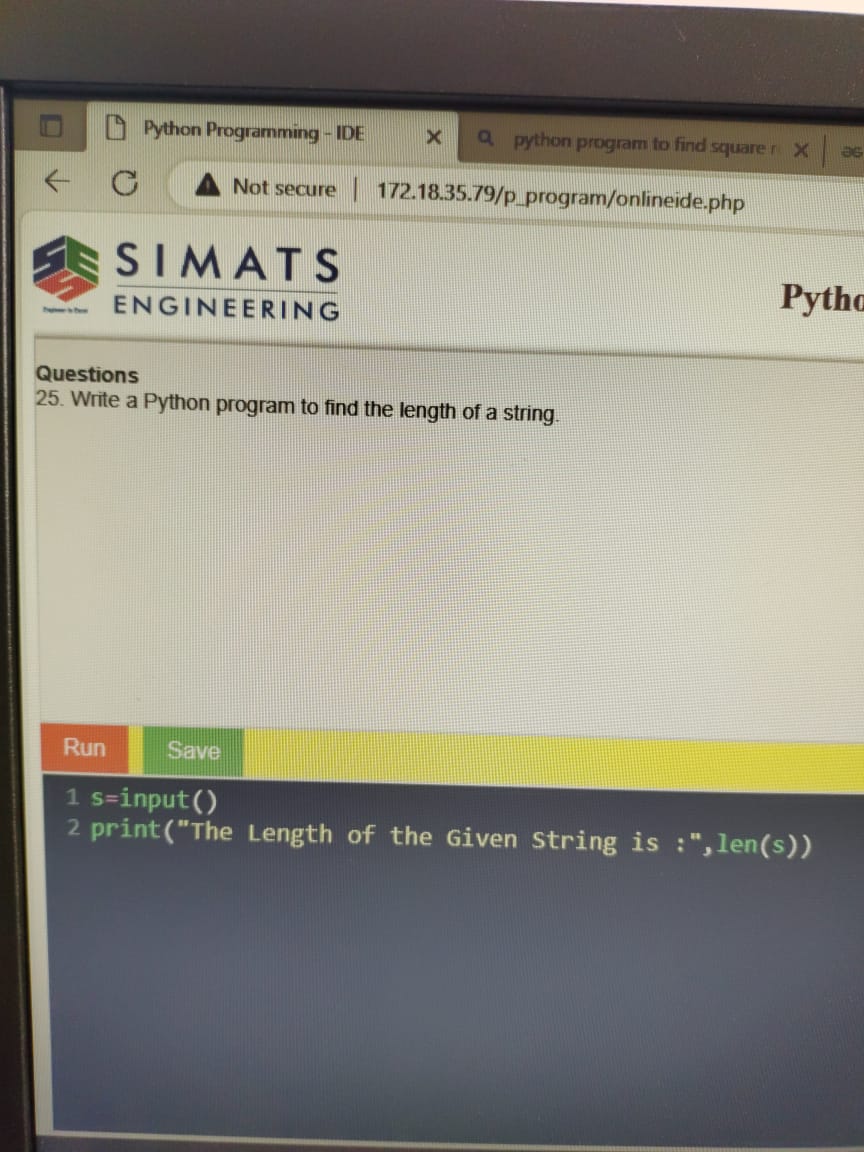 Python Programming - IDE
python program to find square r
Not secure | 172.18.35.79/p_program/onlineide.php
SIMATS
ENGINEERING
Pytho
Questions
25. Write a Python program to find the length of a string.
Run Save
1 s=input()
2 print("The Length of the Given String is :",len(s))